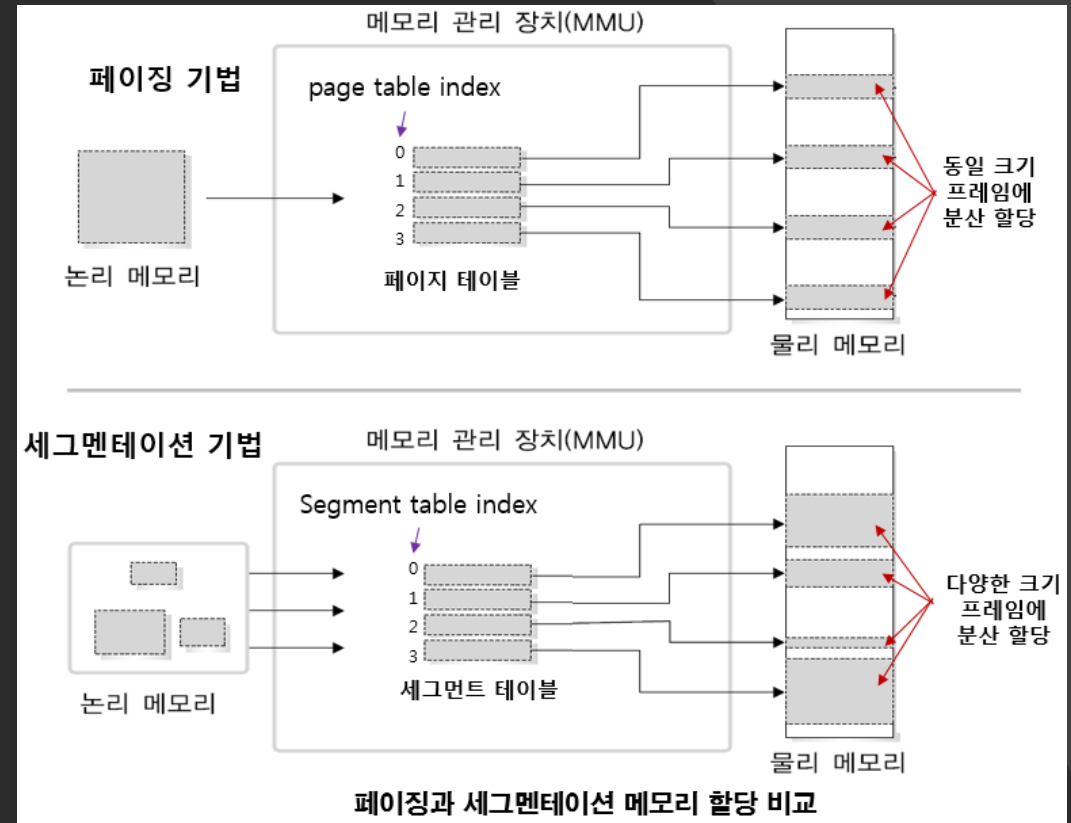 메모리 관리 장치(MMU)
페이징 기법
page table index
0
1
2
3
페이지 테이블
논리 메모리
동일 크기
프레임에
분산 할당
물리 메모리
세그멘테이션 기법
메모리 관리 장치(MMU)
Segment table index
0
1
2
3
세그먼트 테이블
논리 메모리
다양한 크기
프레임에
분산 할당
물리 메모리
페이징과 세그멘테이션 메모리 할당 비교